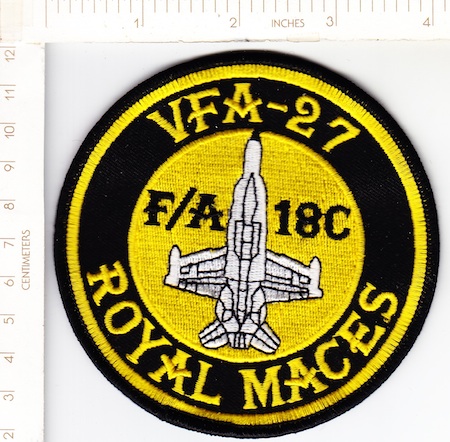 1 2 INCHES 3 4
VFA-27
F/A 18C
ROYAL MACES
12
11
10
9
8
7
6
5
4
3
2
CENTIMETERS